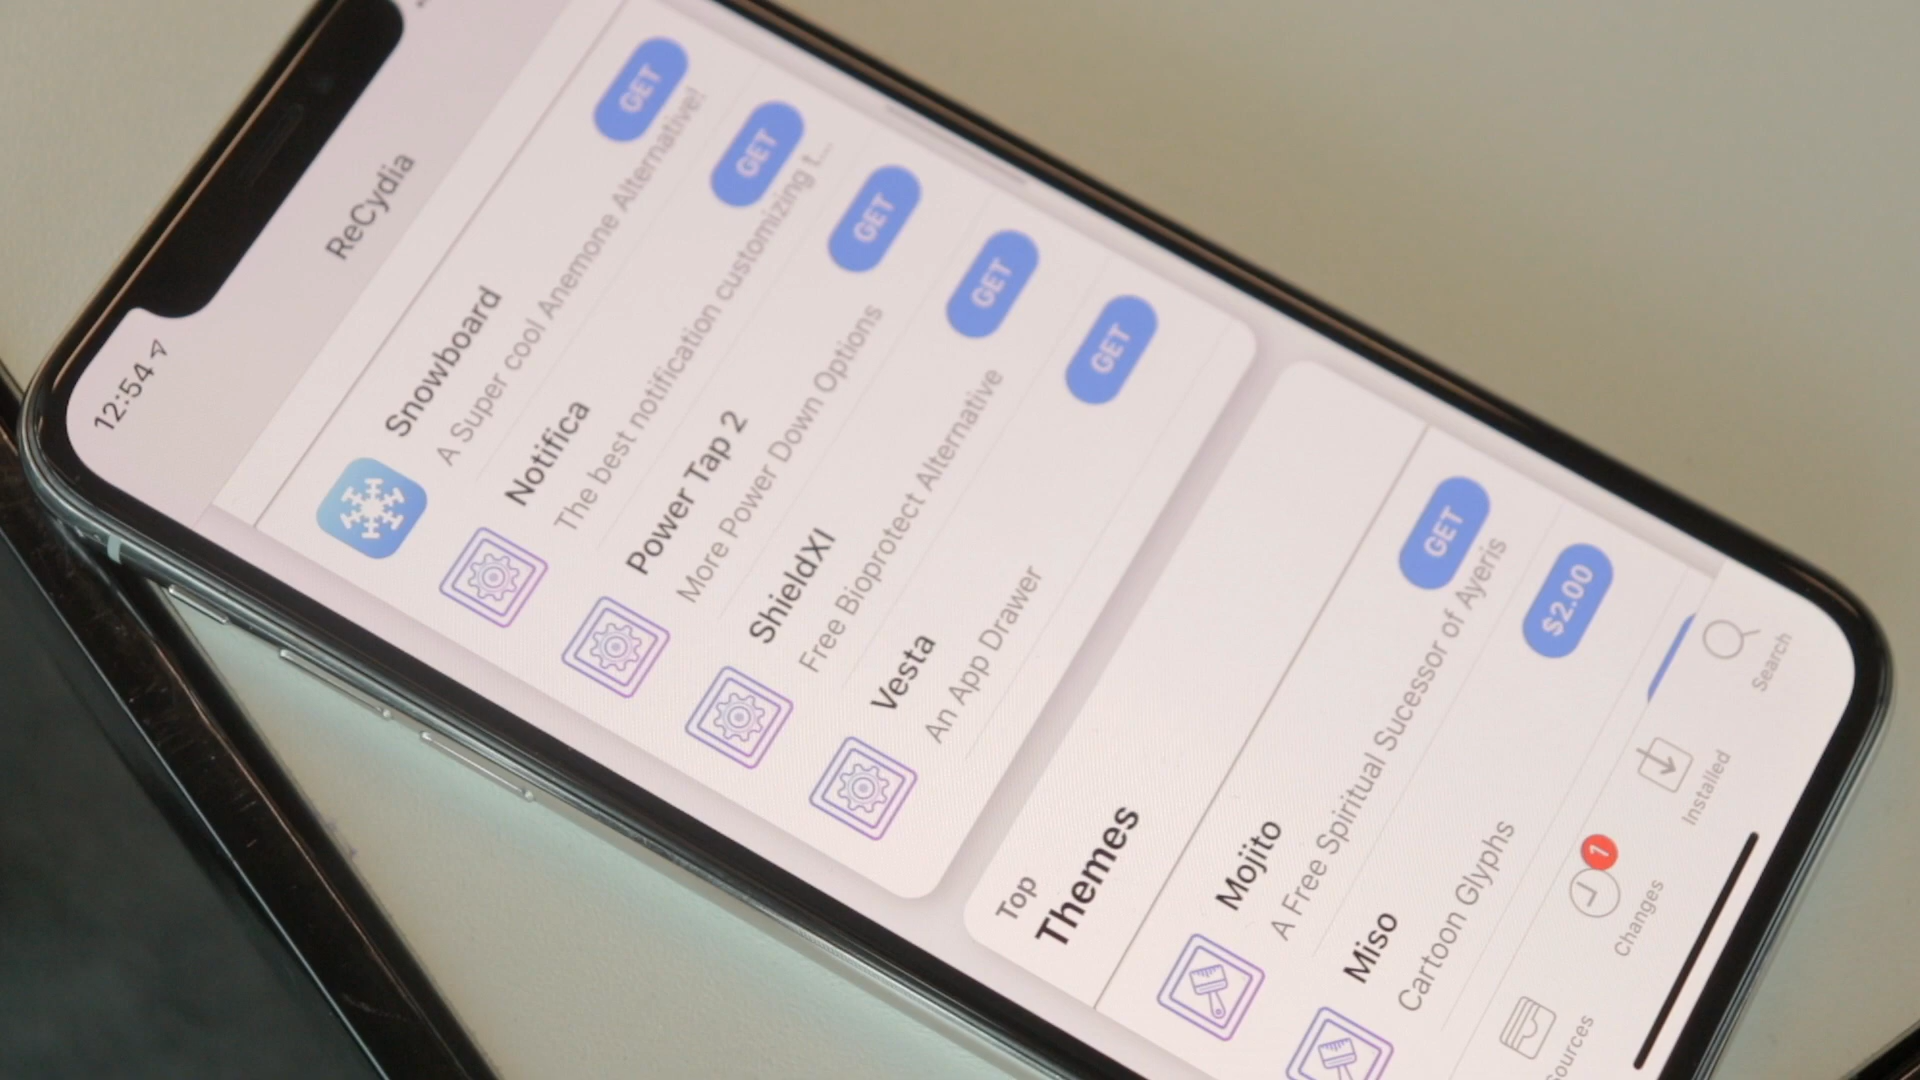 12:54
ReCydia
Snowboard
A Super cool Anemone Alternative!
GET
Notifica
The best notification customizing t...
GET
Power Tap 2
More Power Down Options
GET
ShieldXI
Free Bioprotect Alternative
GET
Vesta
An App Drawer
GET
Top
Themes
Mojito
A Free Spiritual Sucessor of Ayeris
GET
Miso
Cartoon Glyphs
$2.00
Sources
Changes
1
Installed
Search